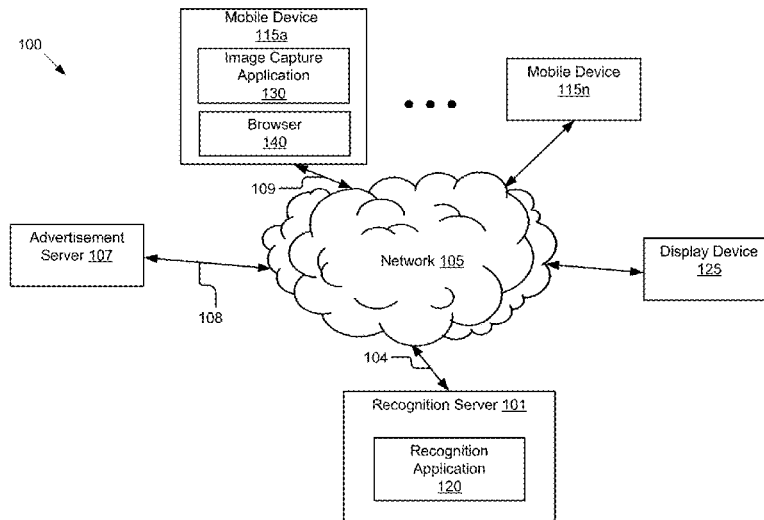 100
Mobile Device
115a
Image Capture
Application
130
Browser
140
Mobile Device
115n
109
Advertisement
Server 107
108
Network 105
Display Device
125
104
Recognition Server 101
Recognition
Application
120